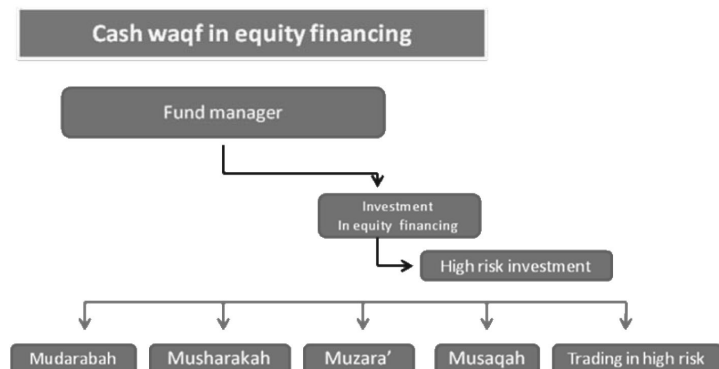 Cash waqf in equity financing
Fund manager
Investment
In equity financing
High risk investment
Mudarabah Musharakah Muzara’ Musaqah Trading in high risk